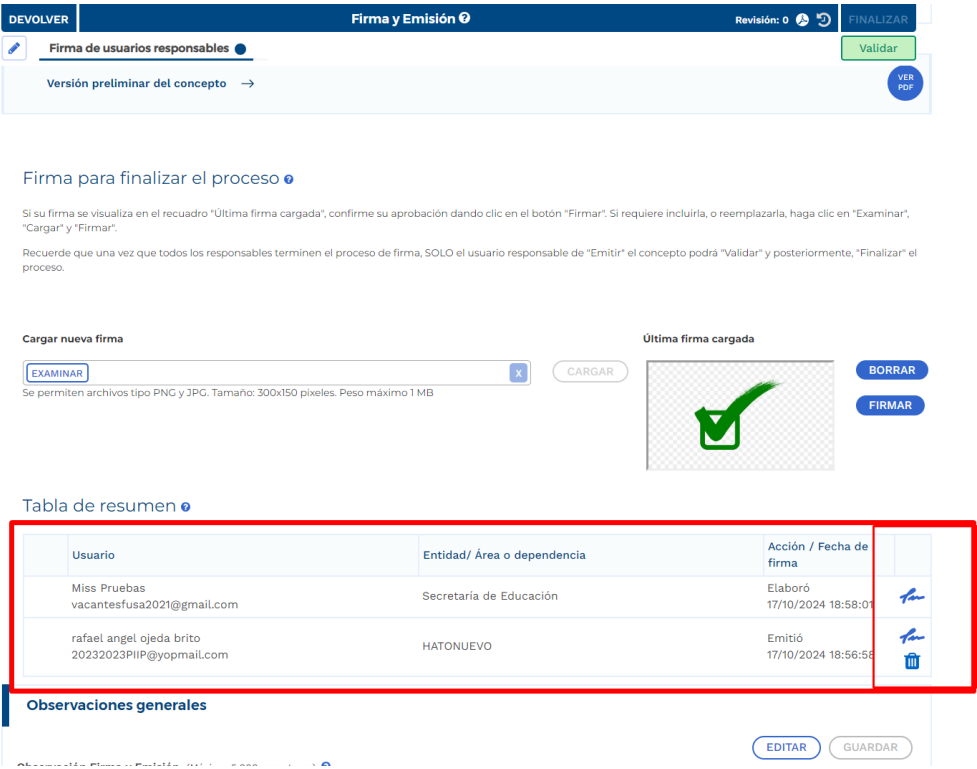 DEVOLVER
Firma y Emisión ?
Revisión: 0
FINALIZAR
Firma de usuarios responsables
Validar
Versión preliminar del concepto →
VER
PDF
Firma para finalizar el proceso ?
Si su firma se visualiza en el recuadro "Última firma cargada", confirme su aprobación dando clic en el botón "Firmar". Si requiere incluirla, o reemplazarla, haga clic en "Examinar",
"Cargar" y "Firmar".
Recuerde que una vez que todos los responsables terminen el proceso de firma, SOLO el usuario responsable de "Emitir" el concepto podrá "Validar" y posteriormente, "Finalizar" el
proceso.
Cargar nueva firma
Última firma cargada
EXAMINAR
X
CARGAR
BORRAR
Se permiten archivos tipo PNG y JPG. Tamaño: 300x150 pixeles. Peso máximo 1 MB
FIRMAR
Tabla de resumen ?
Usuario
Entidad/ Área o dependencia
Acción / Fecha de
firma
Miss Pruebas
vacantesfusa2021@gmail.com
Secretaría de Educación
Elaboró
17/10/2024 18:58:01
rafael angel ojeda brito
20232023PIIP@yopmail.com
HATONUEVO
Emitió
17/10/2024 18:56:58
Observaciones generales
EDITAR
GUARDAR
Observación Firma y Emisión